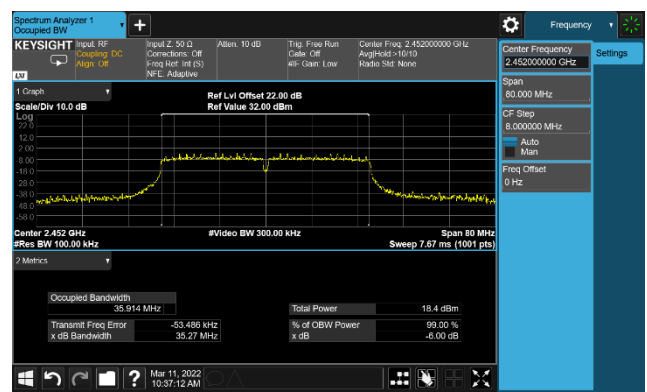 Spectrum Analyzer 1
Occupied BW
Frequency
KEYSIGHT
Input: RF
Coupling: DC
Align: Off
Input Z: 50 Ω
Corrections: Off
Freq Ref: Int (S)
NFE: Adaptive
Atten: 10 dB
Trig: Free Run
Gate: Off
#IF Gain: Low
Center Freq: 2.452000000 GHz
Avg|Hold:>10/10
Radio Std: None
LXI
Center Frequency
2.452000000 GHz
Settings
Span
80.000 MHz
CF Step
8.000000 MHz
Auto
Man
Freq Offset
0 Hz
1 Graph
Scale/Div 10.0 dB
Ref Lvl Offset 22.00 dB
Ref Value 32.00 dBm
Log
22.0
12.0
2.00
-8.00
-18.0
-28.0
-38.0
-48.0
-58.0
Center 2.452 GHz
#Video BW 300.00 kHz
Span 80 MHz
#Res BW 100.00 kHz
Sweep 7.67 ms (1001 pts)
2 Metrics
Occupied Bandwidth
35.914 MHz
Total Power
18.4 dBm
Transmit Freq Error
-53.486 kHz
% of OBW Power
99.00 %
x dB Bandwidth
35.27 MHz
x dB
-6.00 dB
?
Mar 11, 2022
10:37:12 AM